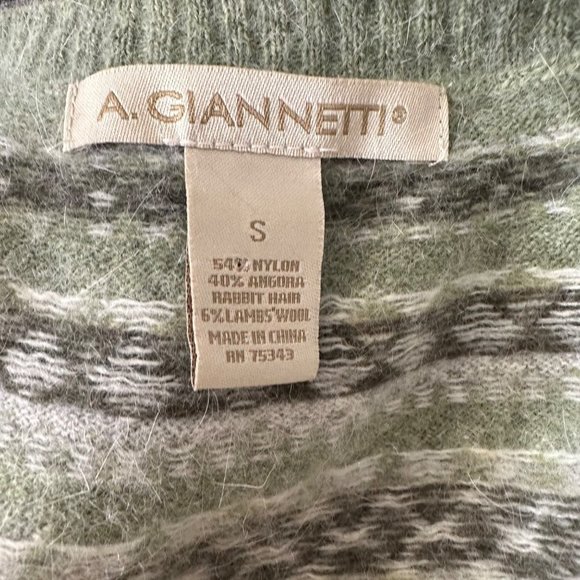 A. GIANNETTI®
S
54% NYLON
40% ANGORA
RABBIT HAIR
6% LAMBS' WOOL
MADE IN CHINA
RN 75343